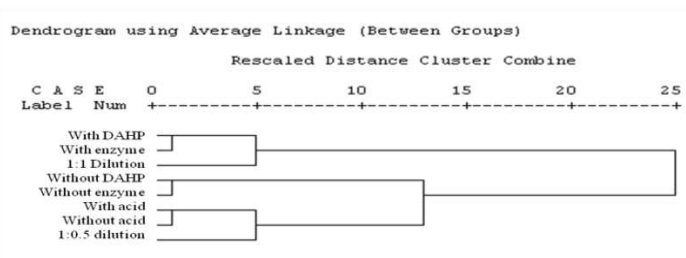 Dendrogram using Average Linkage (Between Groups)
Rescaled Distance Cluster Combine
C A S E 0 5 10 15 20 25
Label Num +---------+---------+---------+---------+---------+
With DAHP
With enzyme
1:1 Dilution
Without DAHP
Without enzyme
With acid
Without acid
1:0.5 dilution